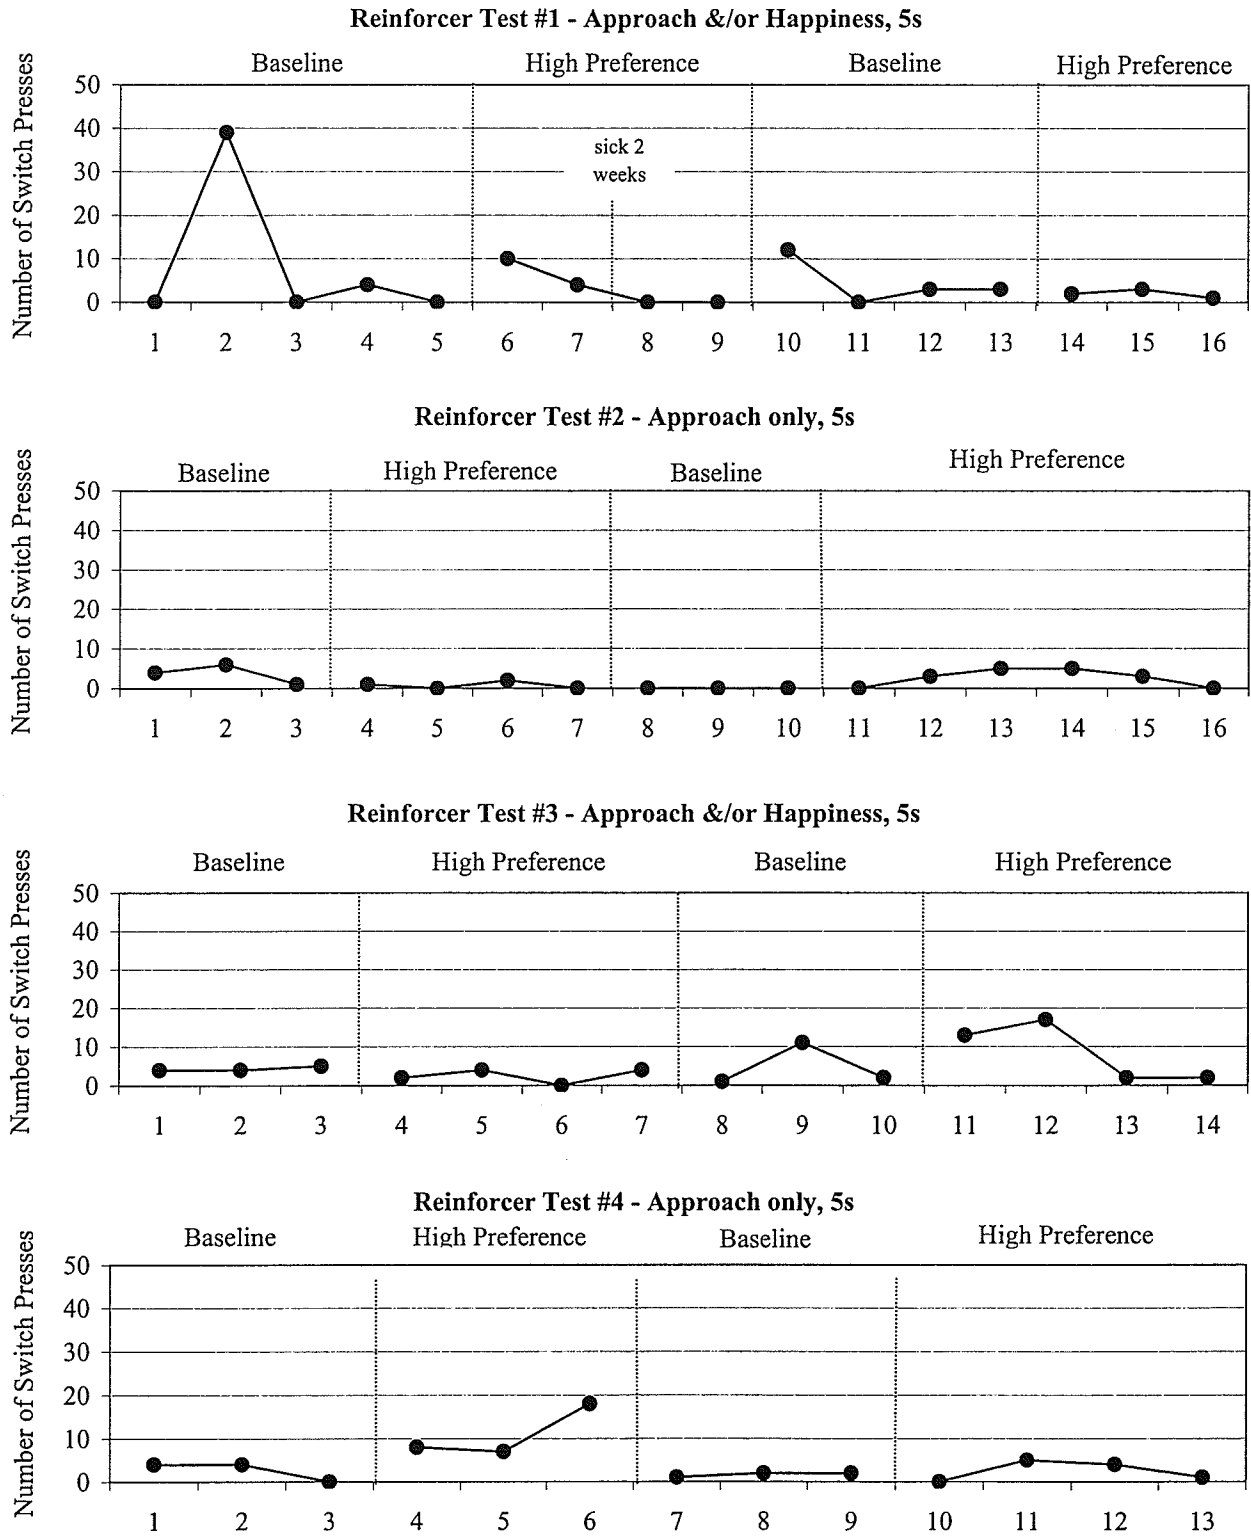 Reinforcer Test #1 - Approach &/or Happiness, 5s
Baseline High Preference Baseline High Preference
Number of Switch Presses
50
40
30
20
10
0
sick 2
weeks
1 2 3 4 5 6 7 8 9 10 11 12 13 14 15 16
Reinforcer Test #2 - Approach only, 5s
Baseline High Preference Baseline High Preference
Number of Switch Presses
50
40
30
20
10
0
1 2 3 4 5 6 7 8 9 10 11 12 13 14 15 16
Reinforcer Test #3 - Approach &/or Happiness, 5s
Baseline High Preference Baseline High Preference
Number of Switch Presses
50
40
30
20
10
0
1 2 3 4 5 6 7 8 9 10 11 12 13 14
Reinforcer Test #4 - Approach only, 5s
Baseline High Preference Baseline High Preference
Number of Switch Presses
50
40
30
20
10
0
1 2 3 4 5 6 7 8 9 10 11 12 13